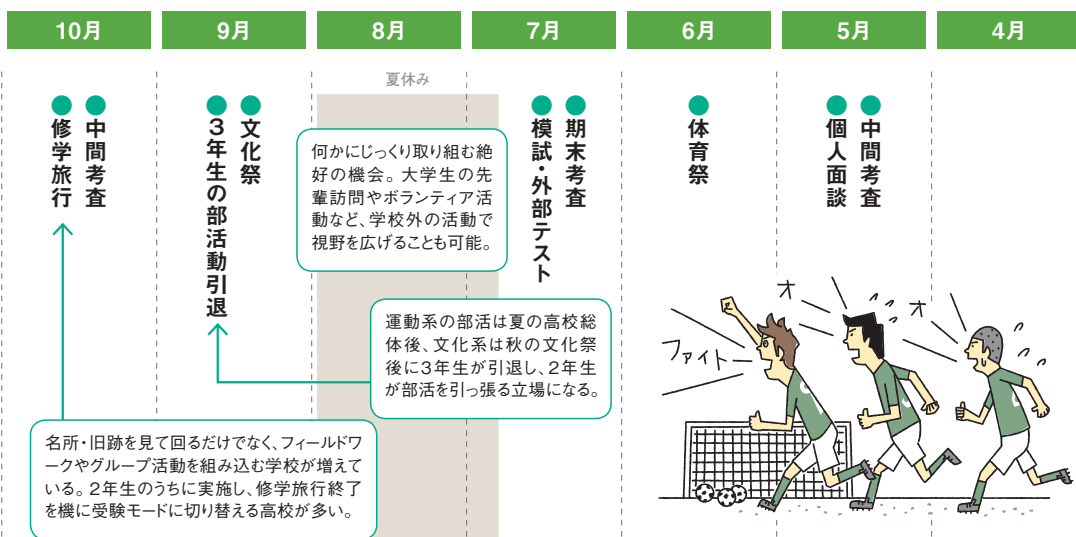 4月
5月
6月
7月
8月
9月
10月
中間考査
個人面談
体育祭
期末考査
模試・外部テスト
夏休み
何かにじっくり取り組む絶
好の機会。大学生の先
輩訪問やボランティア活
動など、学校外の活動で
視野を広げることも可能。
文化祭
3年生の部活動引退
運動系の部活は夏の高校総
体後、文化系は秋の文化祭
後に3年生が引退し、2年生
が部活を引っ張る立場になる。
中間考査
修学旅行
名所・旧跡を見て回るだけでなく、フィールドワ
ークやグループ活動を組み込む学校が増えて
いる。2年生のうちに実施し、修学旅行終了
を機に受験モードに切り替える高校が多い。
オ
オ
ファイト